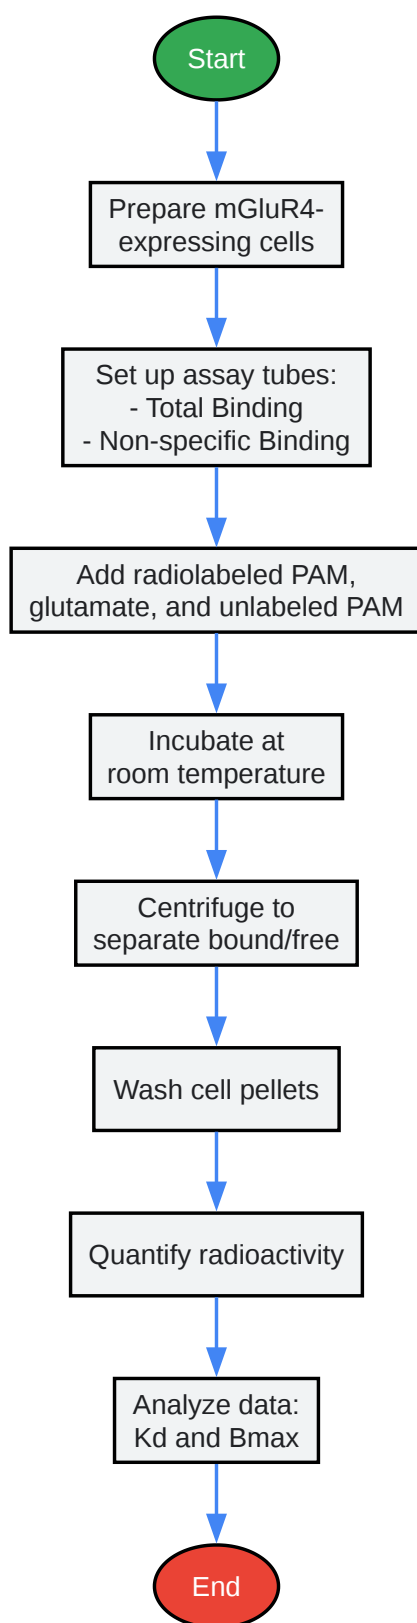 Start
Prepare mGluR4-
expressing cells
Set up assay tubes:
- Total Binding
- Non-specific Binding
Add radiolabeled PAM,
glutamate, and unlabeled PAM
Incubate at
room temperature
Centrifuge to
separate bound/free
Wash cell pellets
Quantify radioactivity
Analyze data:
Kd and Bmax
End